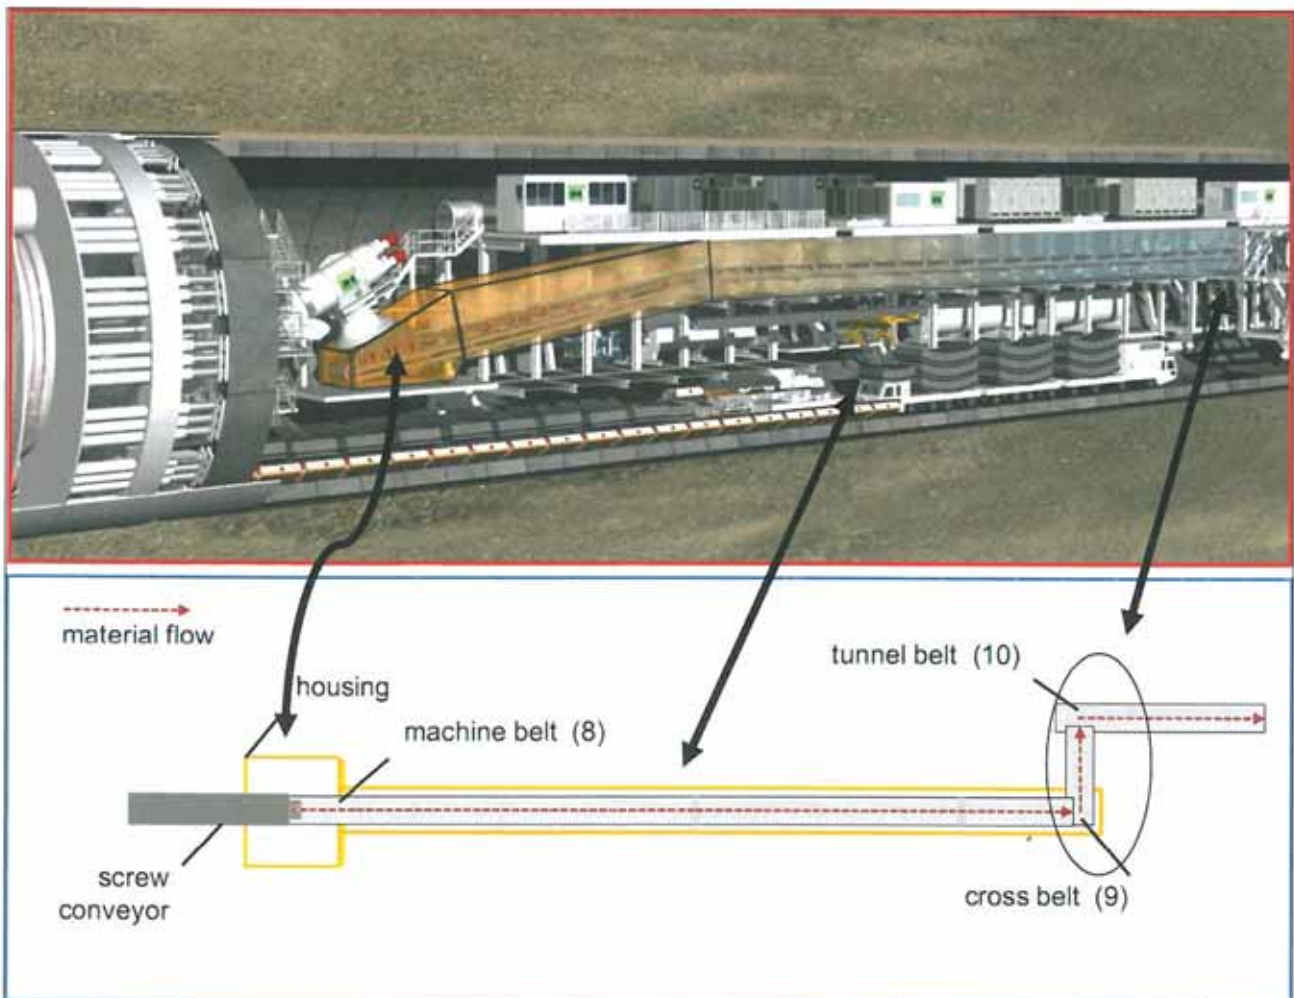 material flow
tunnel belt (10)
housing
machine belt (8)
screw
conveyor
cross belt (9)